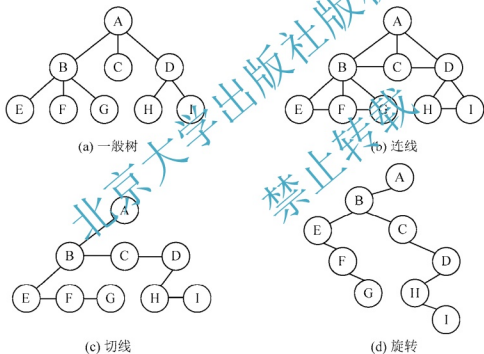 A
B C D
E F G H I
(a) 一般树
A
B C D
E F G H I
(b) 连线
A
B C D
E F G H I
(c) 切线
A
B
E C
F D
G H
I
(d) 旋转
北京大学出版社版权
禁止转载